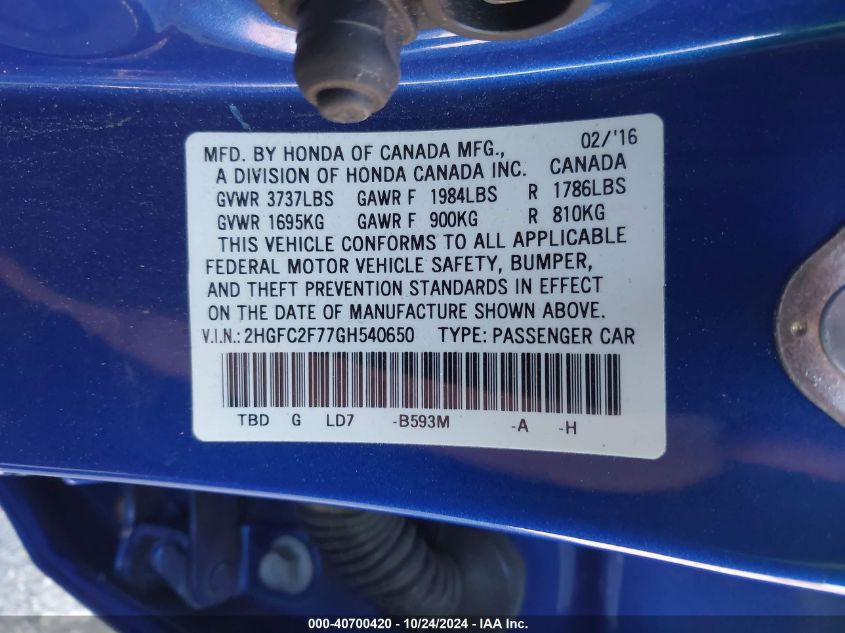 02/'16
MFD. BY HONDA OF CANADA MFG.,
A DIVISION OF HONDA CANADA INC. CANADA
GVWR 3737LBS GAWR F 1984LBS R 1786LBS
GVWR 1695KG GAWR F 900KG R 810KG
THIS VEHICLE CONFORMS TO ALL APPLICABLE
FEDERAL MOTOR VEHICLE SAFETY, BUMPER,
AND THEFT PREVENTION STANDARDS IN EFFECT
ON THE DATE OF MANUFACTURE SHOWN ABOVE.
V.I.N.: 2HGFC2F77GH540650 TYPE: PASSENGER CAR
TBD G LD7 -B593M -A -H
000-40700420 - 10/24/2024 - IAA Inc.